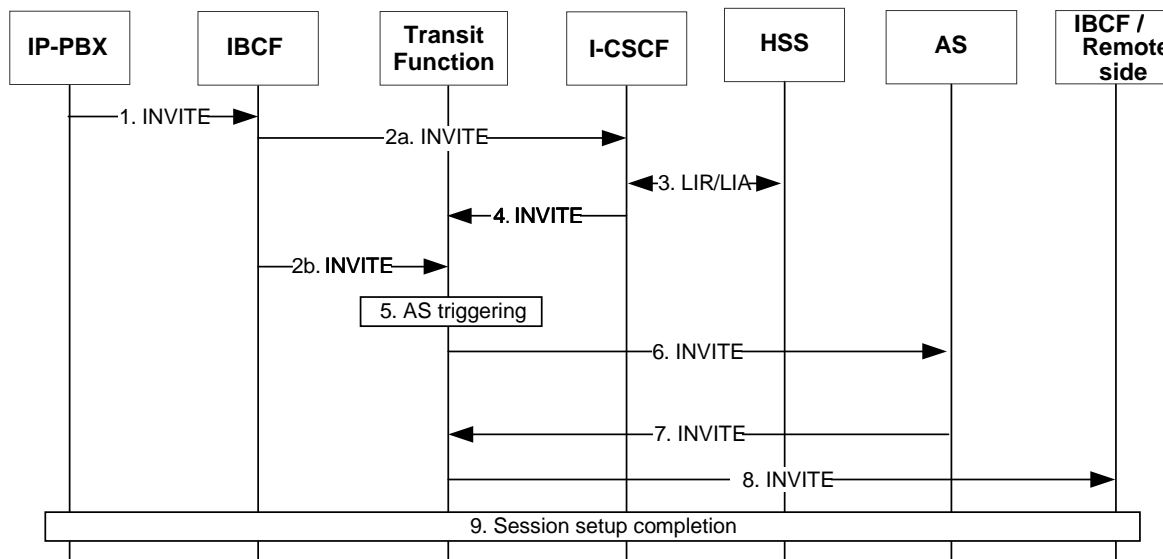 IP-PBX
IBCF
Transit
Function
I-CSCF
HSS
AS
IBCF /
Remote
side
1. INVITE
2a. INVITE
3. LIR/LIA
4. INVITE
2b. INVITE
5. AS triggering
6. INVITE
7. INVITE
8. INVITE
9. Session setup completion